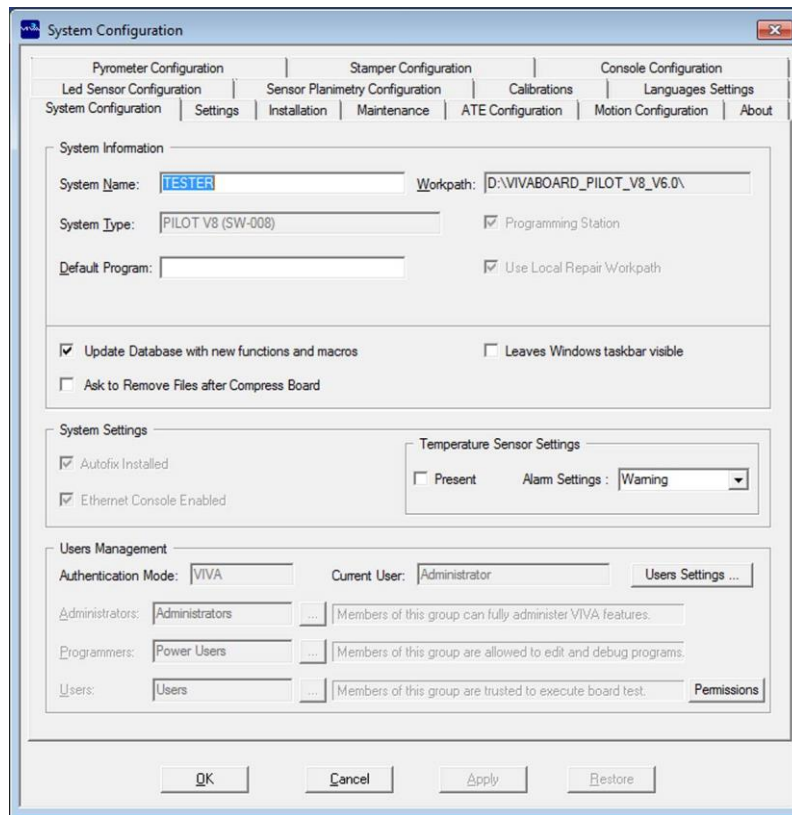 System Configuration
Pyrometer Configuration Stamper Configuration Console Configuration
Led Sensor Configuration Sensor Planimetry Configuration Calibrations Languages Settings
System Configuration Settings Installation Maintenance ATE Configuration Motion Configuration About
System Information
System Name: TESTER Workpath: D:\VIVABOARD_PILOT_V8_V6.0\
System Type: PILOT V8 (SW-008) Programming Station
Default Program: Use Local Repair Workpath
Update Database with new functions and macros Leaves Windows taskbar visible
Ask to Remove Files after Compress Board
System Settings
Temperature Sensor Settings
Autofix Installed
Present Alarm Settings : Warning
Ethernet Console Enabled
Users Management
Authentication Mode: VIVA Current User: Administrator Users Settings ...
Administrators: Administrators ... Members of this group can fully administer VIVA features.
Programmers: Power Users ... Members of this group are allowed to edit and debug programs.
Users: Users ... Members of this group are trusted to execute board test. Permissions
OK Cancel Apply Restore